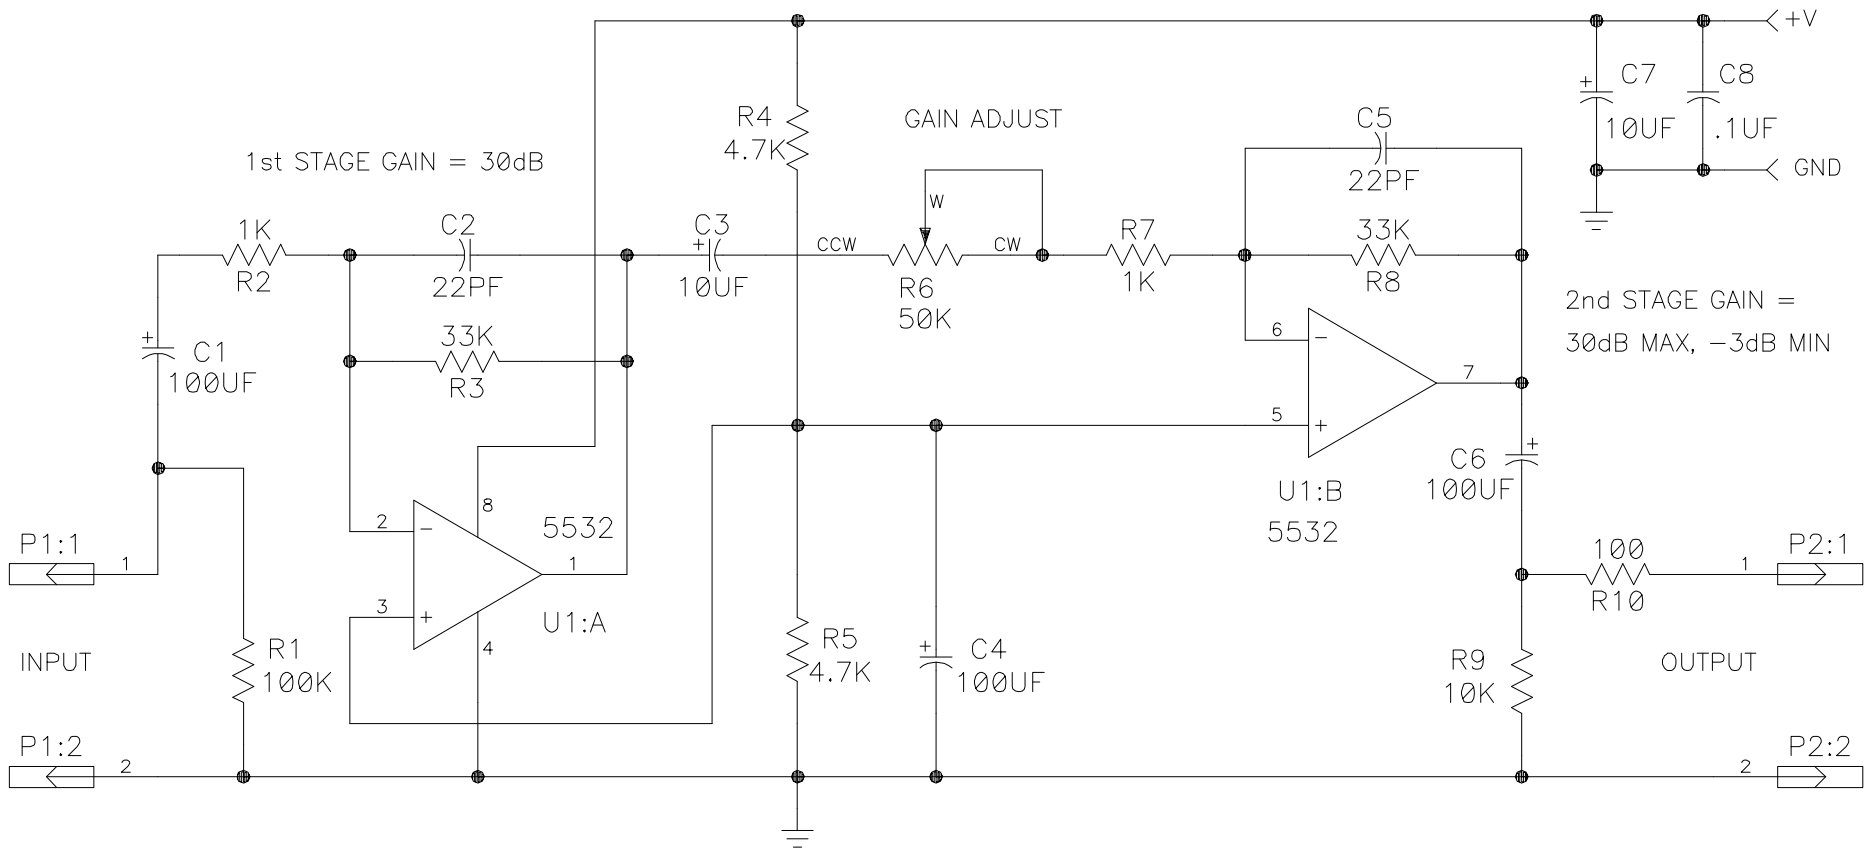 +V
C7
+
10UF
C8
.1UF
GND
R4
4.7K
GAIN ADJUST
C5
22PF
1st STAGE GAIN = 30dB
1K
R2
C2
22PF
C3
+
10UF
CCW
W
CW
R6
50K
R7
1K
33K
R8
2nd STAGE GAIN =
30dB MAX, -3dB MIN
+
C1
100UF
33K
R3
6
-
7
5
+
U1:B
5532
+
C6
100UF
8
2
-
5532
1
3
+
U1:A
4
P1:1
1
INPUT
R1
100K
P1:2
2
R5
4.7K
+
C4
100UF
100
R10
1
P2:1
R9
10K
OUTPUT
2
P2:2